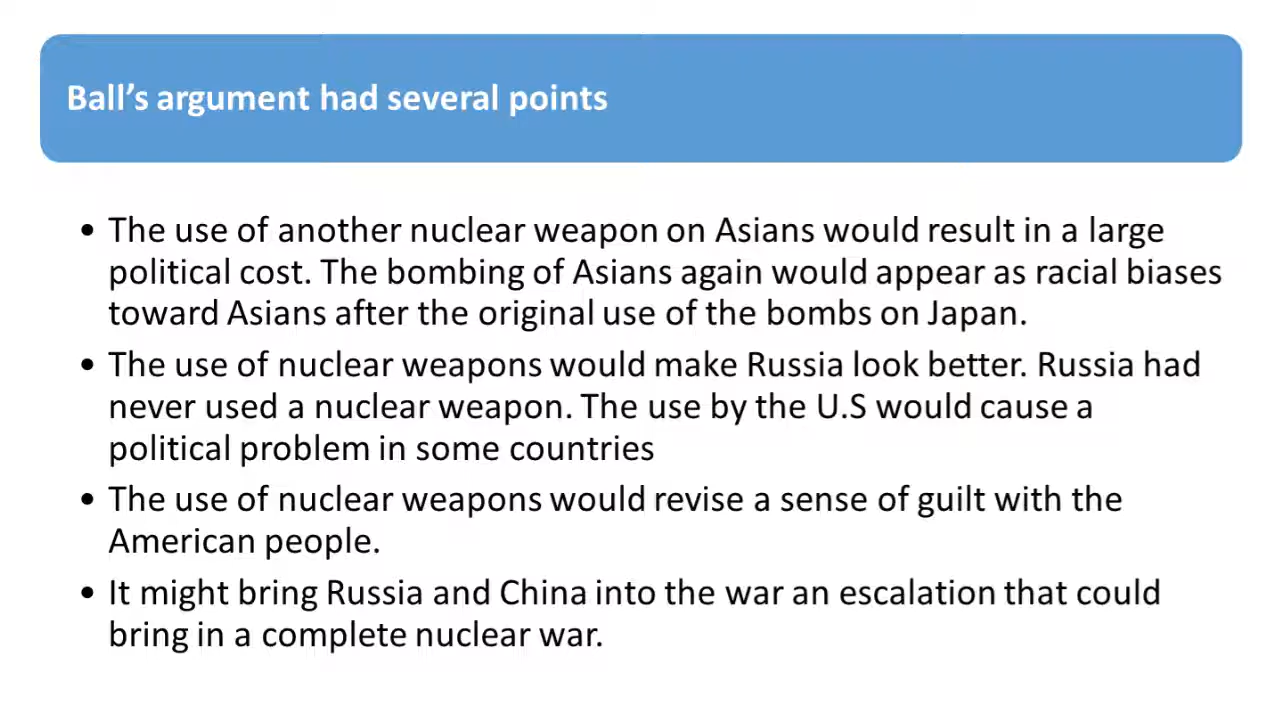 Ball’s argument had several points
• The use of another nuclear weapon on Asians would result in a large
political cost. The bombing of Asians again would appear as racial biases
toward Asians after the original use of the bombs on Japan.
• The use of nuclear weapons would make Russia look better. Russia had
never used a nuclear weapon. The use by the U.S would cause a
political problem in some countries
• The use of nuclear weapons would revise a sense of guilt with the
American people.
• It might bring Russia and China into the war an escalation that could
bring in a complete nuclear war.